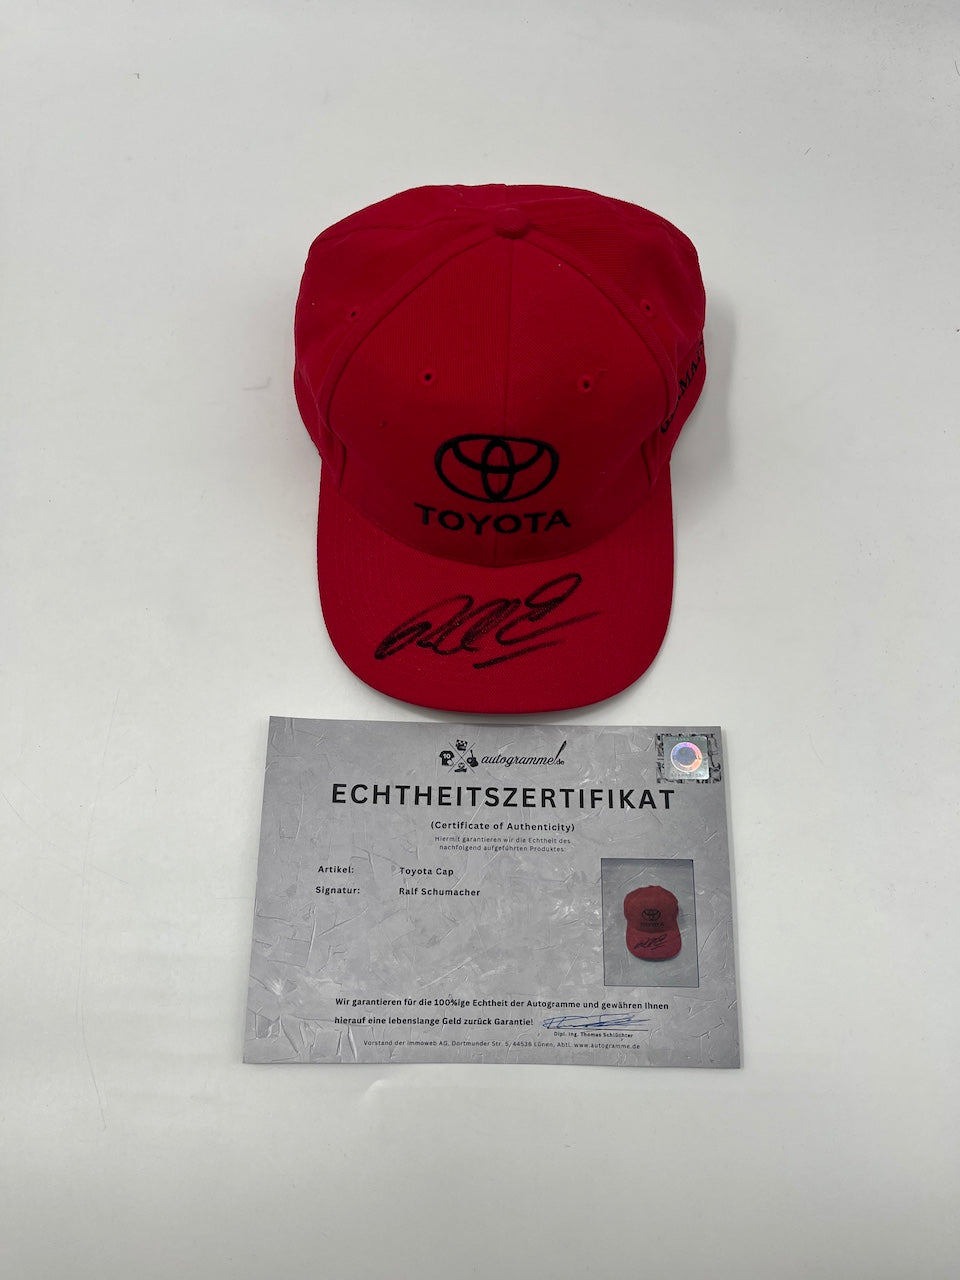 TOYOTA
autogramme.de
ECHTHEITSZERTIFIKAT
(Certificate of Authenticity)
Hiermit garantieren wir die Echtheit des
nachfolgend aufgeführten Produktes:
Artikel: Toyota Cap
Signatur: Ralf Schumacher
TOYOTA
Wir garantieren für die 100%ige Echtheit der Autogramme und gewähren Ihnen
hierauf eine lebenslange Geld zurück Garantie!
Dipl. Ing. Thomas Schlüchter
Vorstand der immoweb AG, Dortmunder Str. 5, 44536 Lünen, Abtl. www.autogramme.de